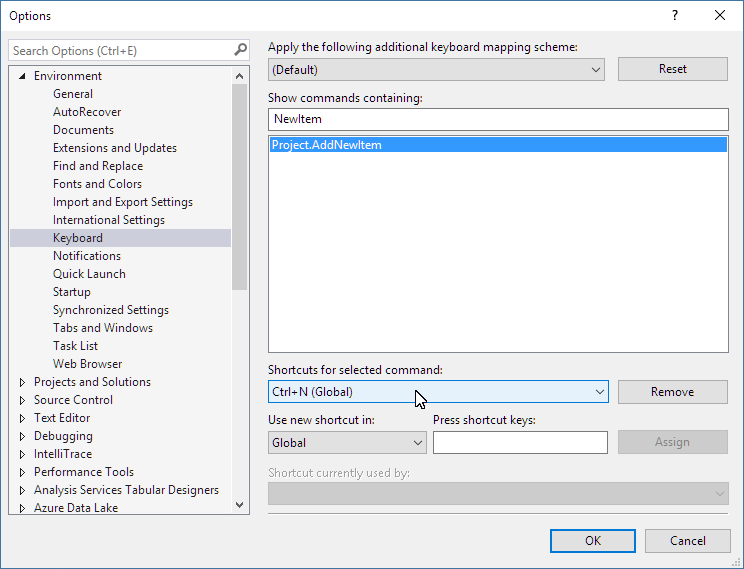 Options
?
Search Options (Ctrl+E)
Environment
General
AutoRecover
Documents
Extensions and Updates
Find and Replace
Fonts and Colors
Import and Export Settings
International Settings
Keyboard
Notifications
Quick Launch
Startup
Synchronized Settings
Tabs and Windows
Task List
Web Browser
Projects and Solutions
Source Control
Text Editor
Debugging
IntelliTrace
Performance Tools
Analysis Services Tabular Designers
Azure Data Lake
Apply the following additional keyboard mapping scheme:
(Default)
Reset
Show commands containing:
NewItem
Project.AddNewItem
Shortcuts for selected command:
Ctrl+N (Global)
Remove
Use new shortcut in:
Press shortcut keys:
Global
Assign
Shortcut currently used by:
OK
Cancel